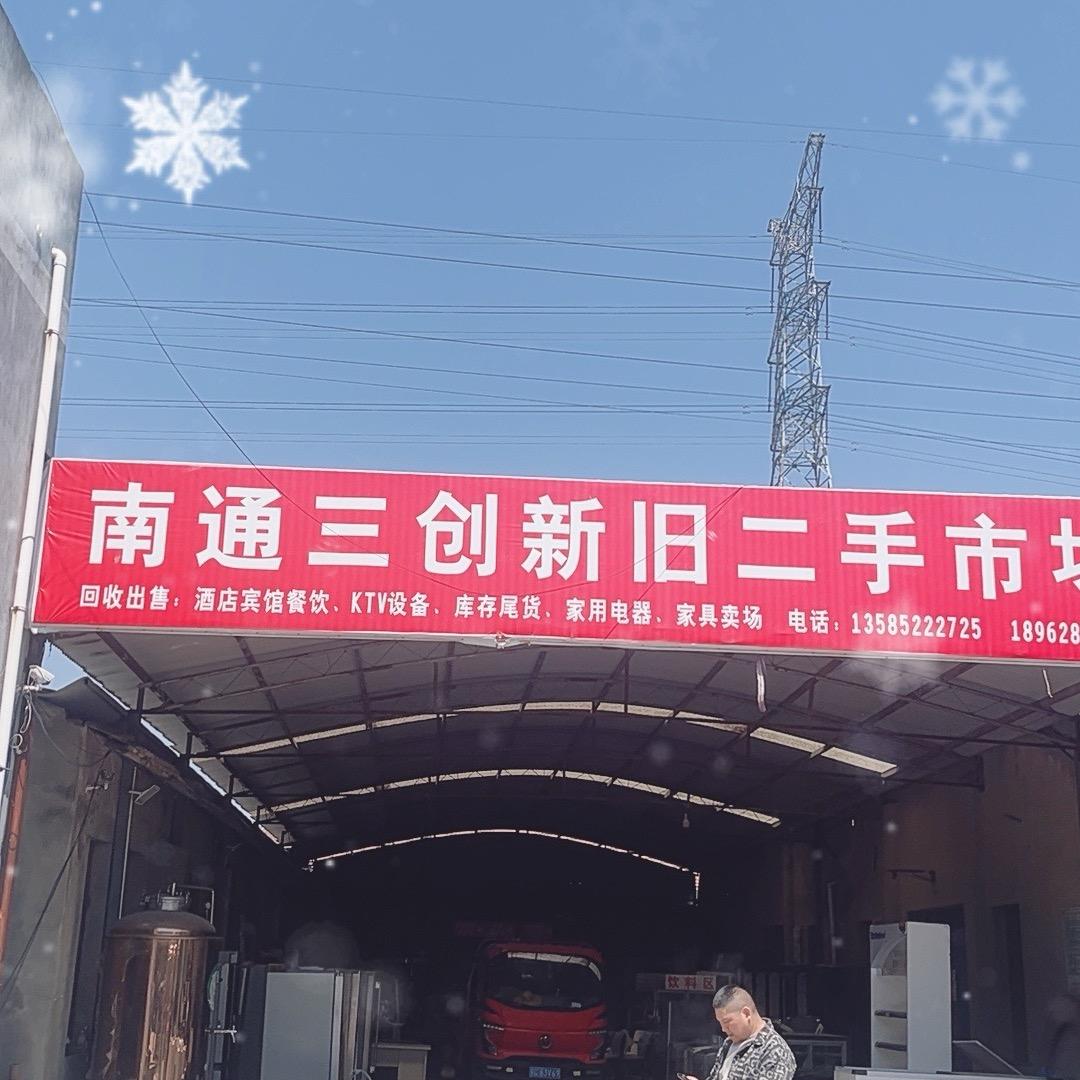 南通三创新旧二手市场
回收出售：酒店宾馆餐饮、KTV设备、库存尾货、家用电器、家具卖场 电话：13585222725 189628
饮料区